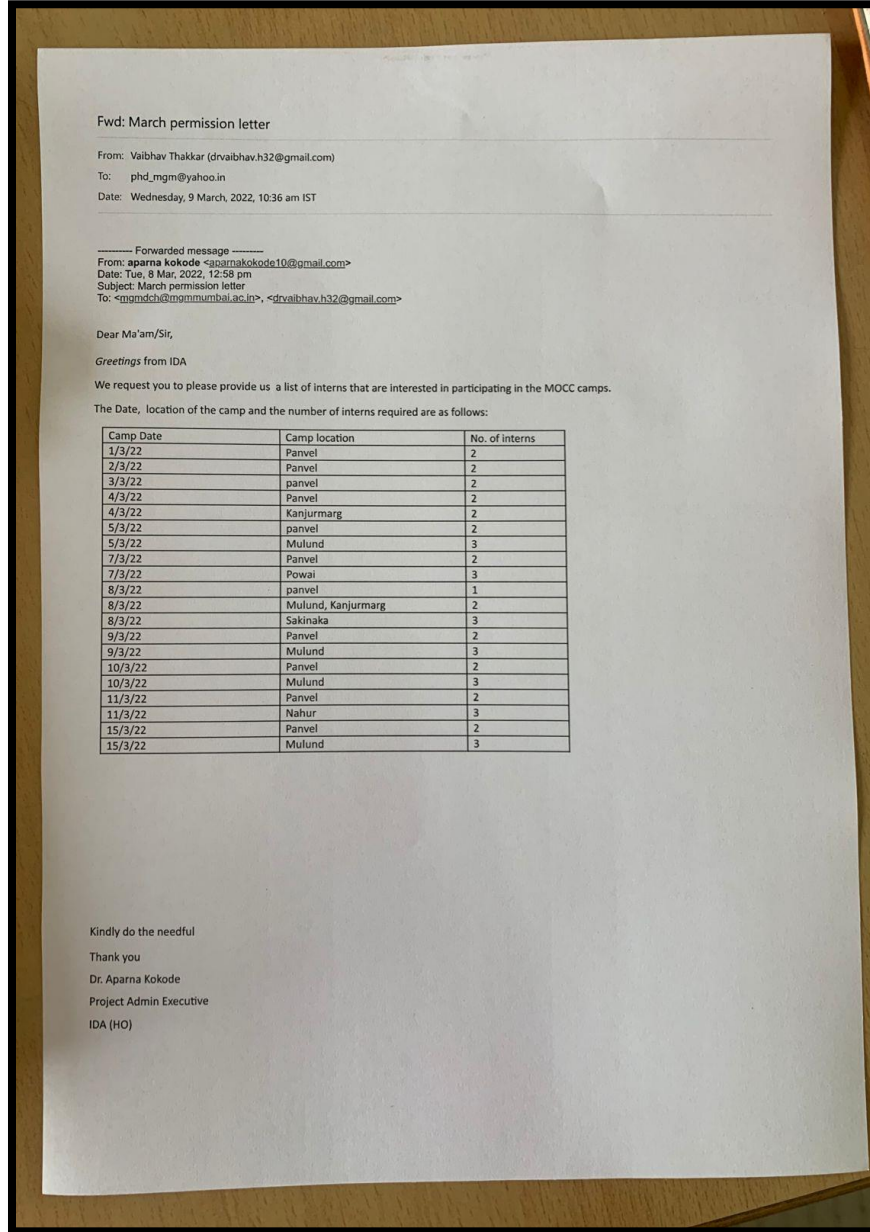 Fwd: March permission letter
From: Vaibhav Thakkar (drvaibhav.h32@gmail.com)
To: phd_mgm@yahoo.in
Date: Wednesday, 9 March, 2022, 10:36 am IST
---------- Forwarded message ---------
From: aparna kokode <aparnakokode10@gmail.com>
Date: Tue, 8 Mar, 2022, 12:58 pm
Subject: March permission letter
To: <mgmdch@mgmmumbai.ac.in>, <drvaibhav.h32@gmail.com>
Dear Ma'am/Sir,
Greetings from IDA
We request you to please provide us a list of interns that are interested in participating in the MOCC camps.
The Date, location of the camp and the number of interns required are as follows:
Camp Date Camp location No. of interns
1/3/22 Panvel 2
2/3/22 Panvel 2
3/3/22 panvel 2
4/3/22 Panvel 2
4/3/22 Kanjurmarg 2
5/3/22 panvel 2
5/3/22 Mulund 3
7/3/22 Panvel 2
7/3/22 Powai 3
8/3/22 panvel 1
8/3/22 Mulund, Kanjurmarg 2
8/3/22 Sakinaka 3
9/3/22 Panvel 2
9/3/22 Mulund 3
10/3/22 Panvel 2
10/3/22 Mulund 3
11/3/22 Panvel 2
11/3/22 Nahur 3
15/3/22 Panvel 2
15/3/22 Mulund 3
Kindly do the needful
Thank you
Dr. Aparna Kokode
Project Admin Executive
IDA (HO)